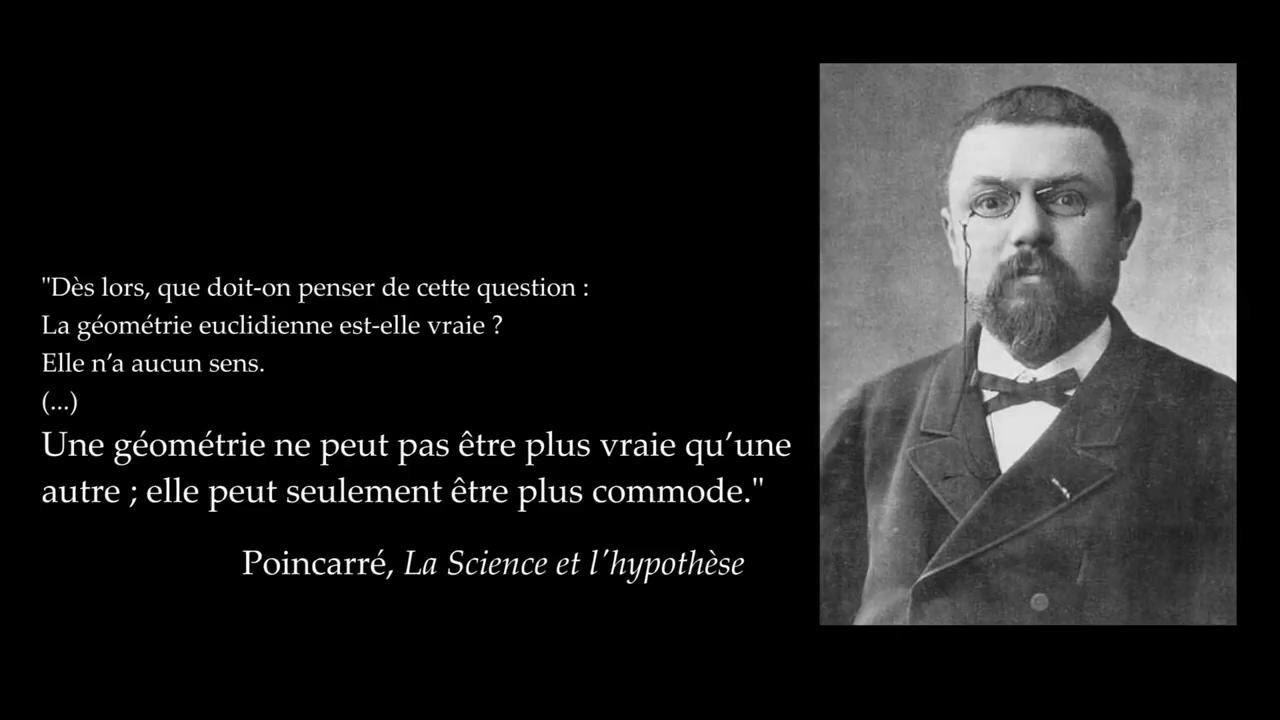 "Dès lors, que doit-on penser de cette question :
La géométrie euclidienne est-elle vraie ?
Elle n’a aucun sens.
(...)
Une géométrie ne peut pas être plus vraie qu’une
autre ; elle peut seulement être plus commode."
Poincarré, La Science et l'hypothèse